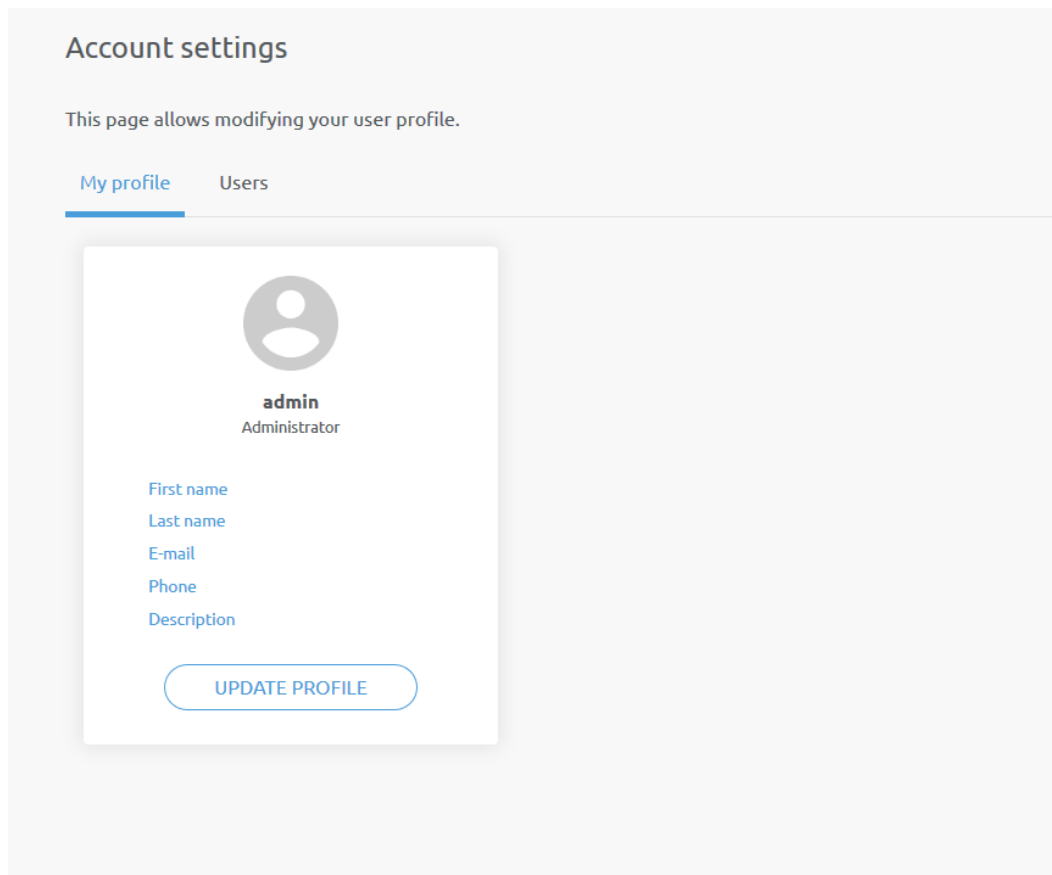 Account settings
This page allows modifying your user profile.
My profile Users
admin
Administrator
First name
Last name
E-mail
Phone
Description
UPDATE PROFILE